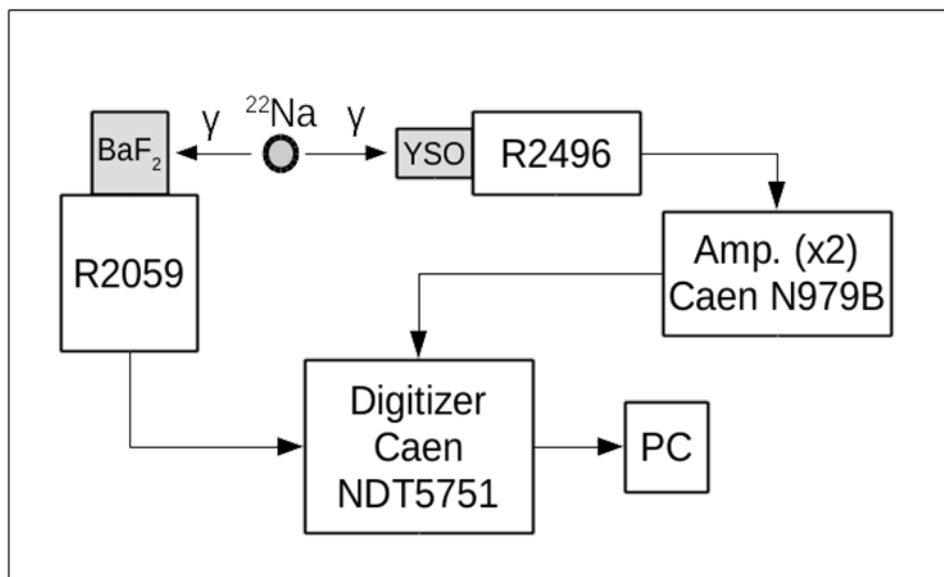 γ
²²Na
γ
BaF₂
YSO
R2496
R2059
Amp. (x2)
Caen N979B
Digitizer
Caen
NDT5751
PC